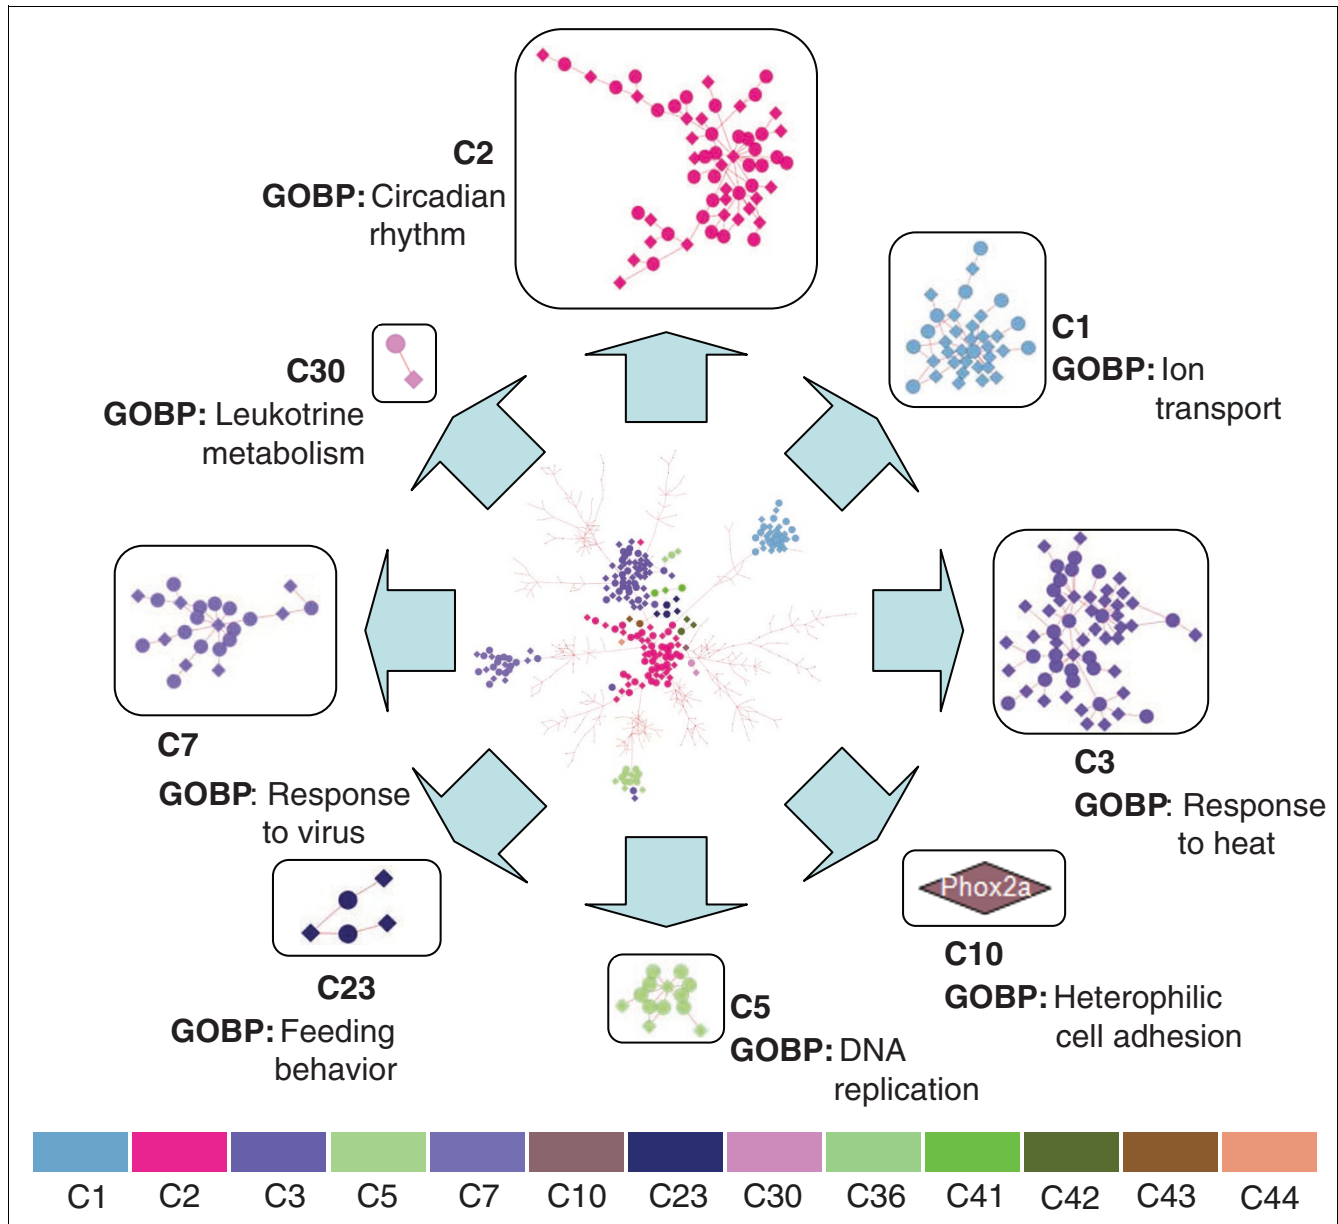 C2
GOBP: Circadian
rhythm
C1
GOBP: Ion
transport
C30
GOBP: Leukotrine
metabolism
C7
GOBP: Response
to virus
C3
GOBP: Response
to heat
Phox2a
C10
GOBP: Heterophilic
cell adhesion
C23
GOBP: Feeding
behavior
C5
GOBP: DNA
replication
C1 C2 C3 C5 C7 C10 C23 C30 C36 C41 C42 C43 C44